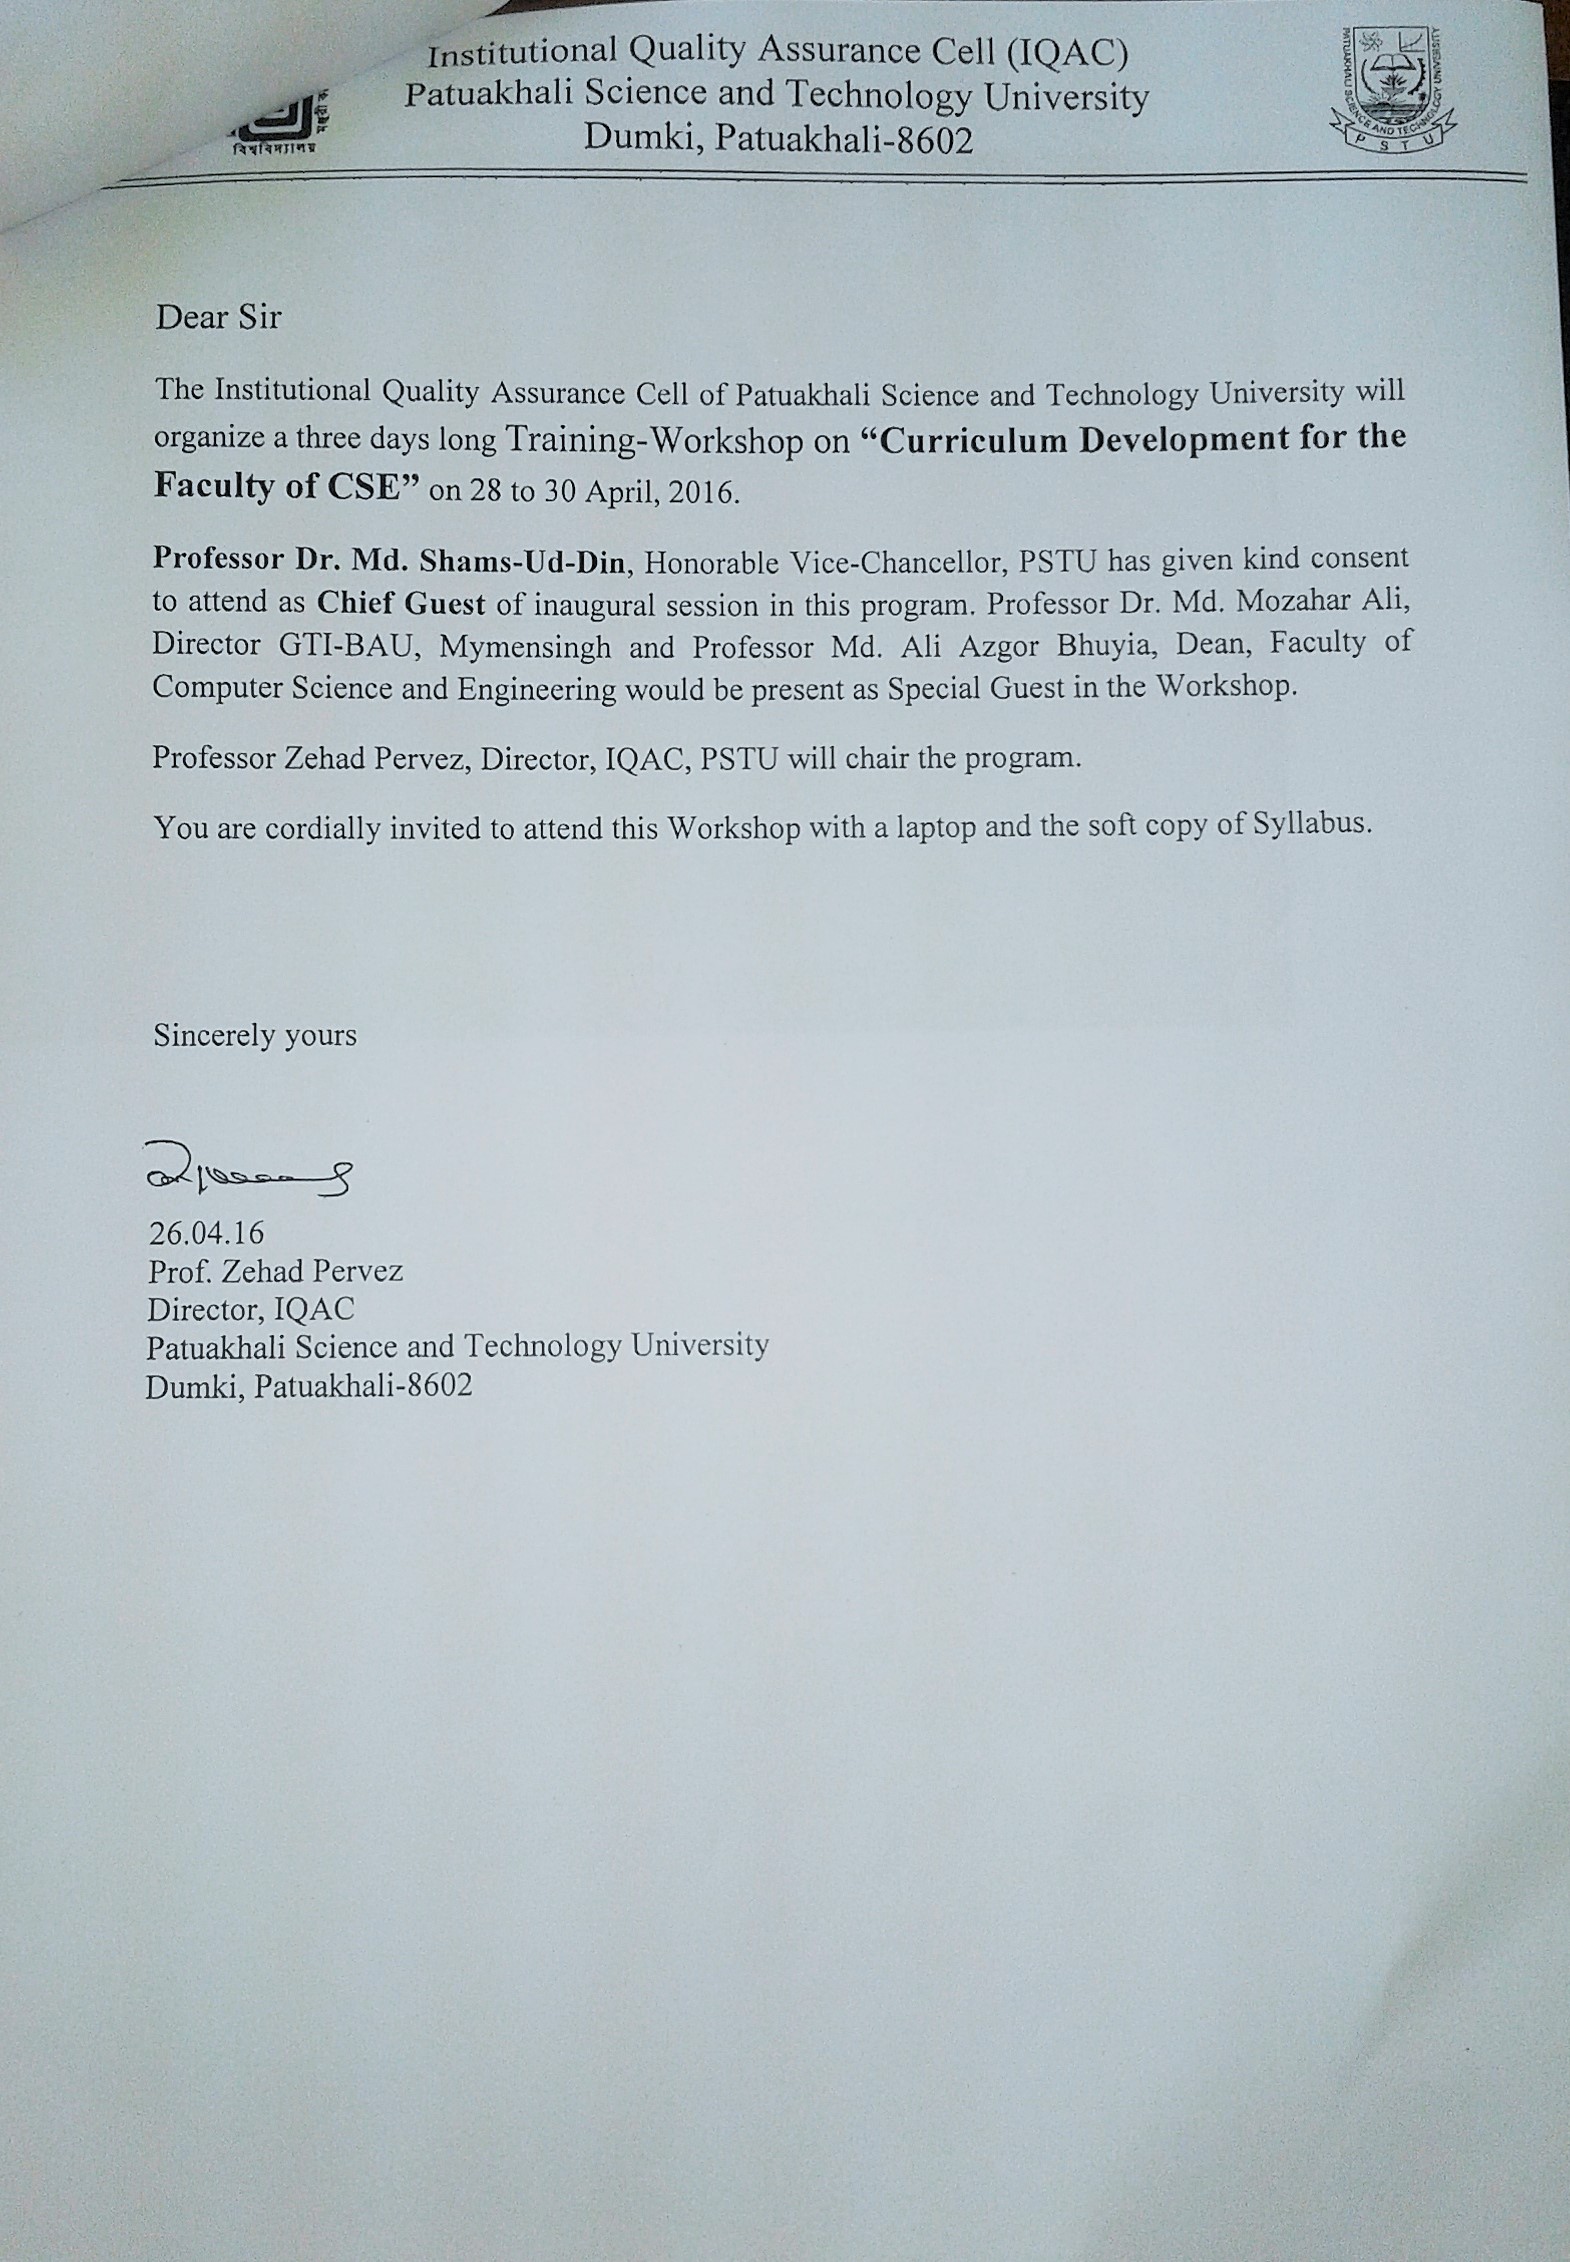 Institutional Quality Assurance Cell (IQAC)
Patuakhali Science and Technology University
Dumki, Patuakhali-8602
বিশ্ববিদ্যালয়
মঞ্জুরী ক
PATUAKHALI SCIENCE AND TECHNOLOGY UNIVERSITY
PSTU
Dear Sir
The Institutional Quality Assurance Cell of Patuakhali Science and Technology University will
organize a three days long Training-Workshop on “Curriculum Development for the
Faculty of CSE” on 28 to 30 April, 2016.
Professor Dr. Md. Shams-Ud-Din, Honorable Vice-Chancellor, PSTU has given kind consent
to attend as Chief Guest of inaugural session in this program. Professor Dr. Md. Mozahar Ali,
Director GTI-BAU, Mymensingh and Professor Md. Ali Azgor Bhuyia, Dean, Faculty of
Computer Science and Engineering would be present as Special Guest in the Workshop.
Professor Zehad Pervez, Director, IQAC, PSTU will chair the program.
You are cordially invited to attend this Workshop with a laptop and the soft copy of Syllabus.
Sincerely yours
26.04.16
Prof. Zehad Pervez
Director, IQAC
Patuakhali Science and Technology University
Dumki, Patuakhali-8602